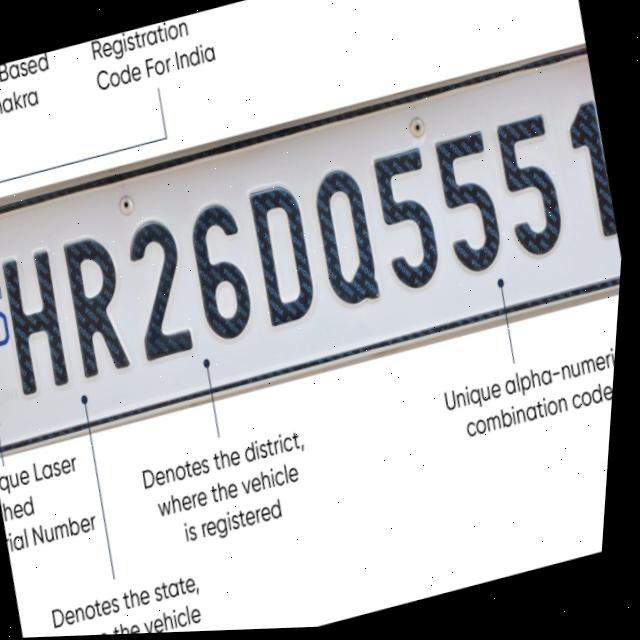 Based
akra
Registration
Code For India
HR26DQ5551
Unique alpha-numeri
combination code
Denotes the district,
where the vehicle
is registered
que Laser
hed
ial Number
Denotes the state,
the vehicle